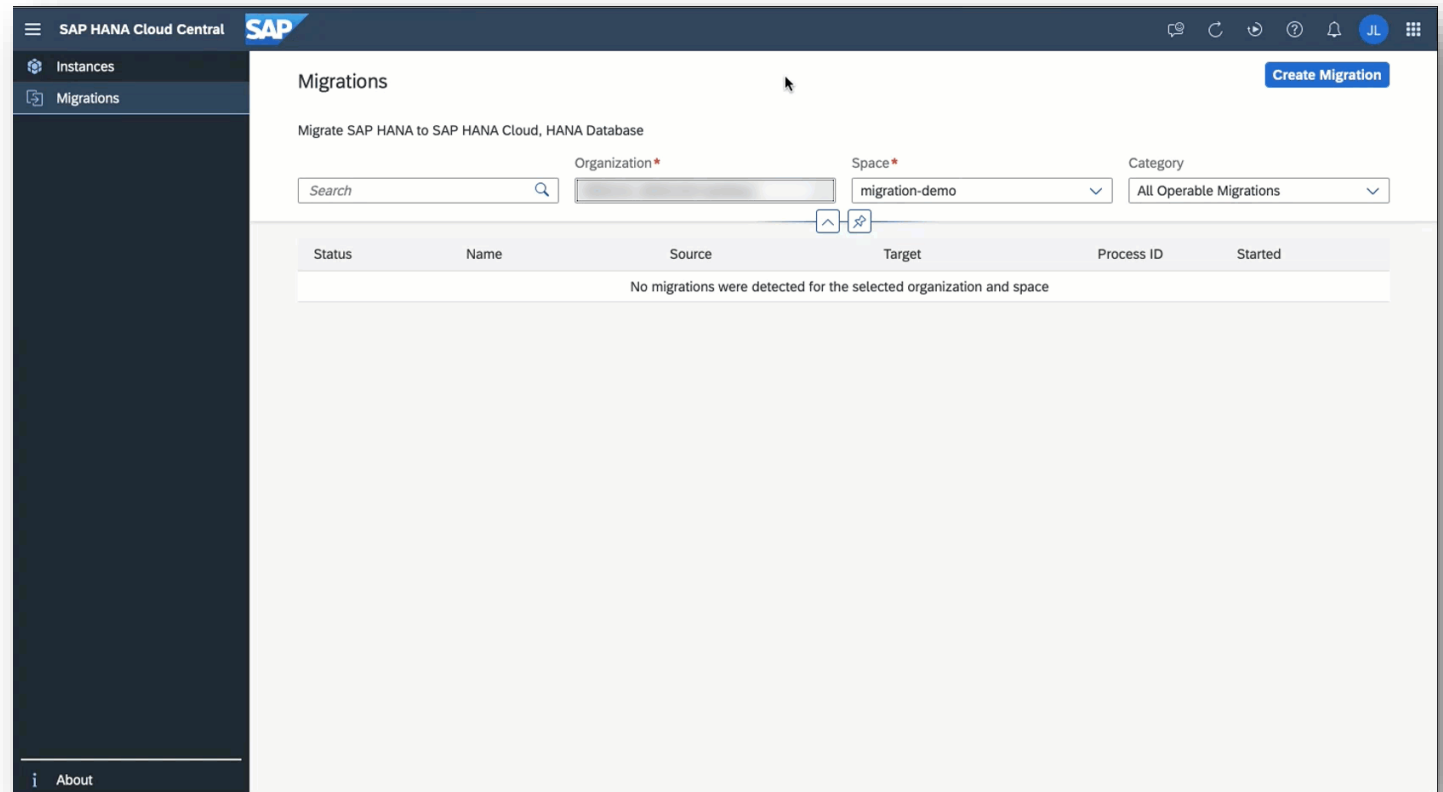 SAP HANA Cloud Central
SAP
JL
Instances
Migrations
About
Migrations
Create Migration
Migrate SAP HANA to SAP HANA Cloud, HANA Database
Search
Organization*
Space*
migration-demo
Category
All Operable Migrations
Status Name Source Target Process ID Started
No migrations were detected for the selected organization and space